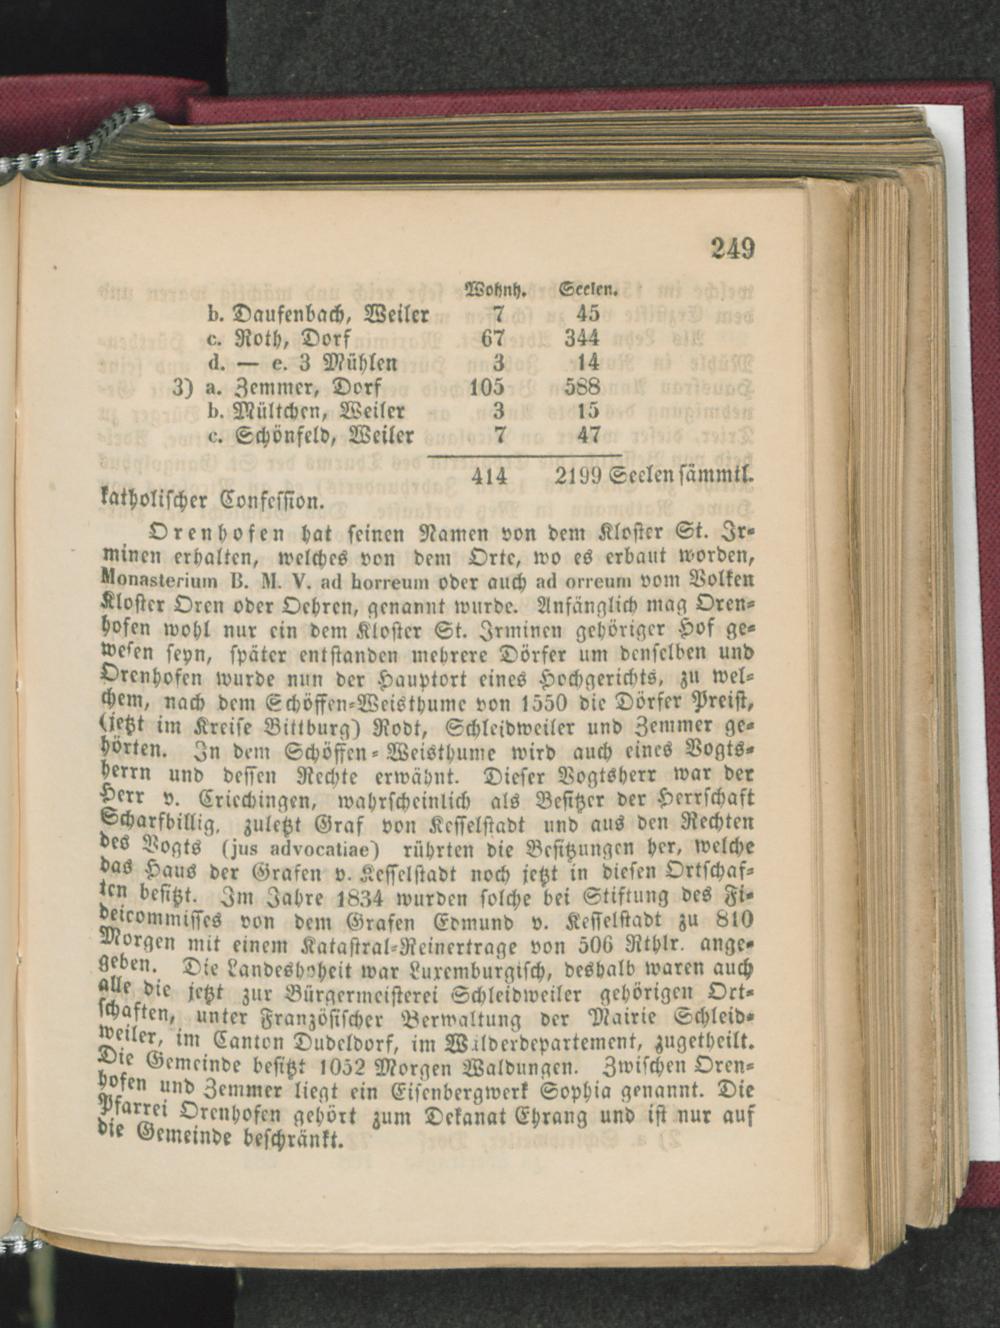 249
Wohnh. Seelen.
b. Daufenbach, Weiler 7 45
c. Roth, Dorf 67 344
d. — e. 3 Mühlen 3 14
3) a. Zemmer, Dorf 105 588
b. Mültchen, Weiler 3 15
c. Schönfeld, Weiler 7 47
414 2199 Seelen sämmtl.
katholischer Confession.
Orenhofen hat seinen Namen von dem Kloster St. Ir-
minen erhalten, welches von dem Orte, wo es erbaut worden,
Monasterium B. M. V. ad horreum oder auch ad orreum vom Volken
Kloster Oren oder Oehren, genannt wurde. Anfänglich mag Oren-
hofen wohl nur ein dem Kloster St. Irminen gehöriger Hof ge-
wesen seyn, später entstanden mehrere Dörfer um denselben und
Orenhofen wurde nun der Hauptort eines Hochgerichts, zu wel-
chem, nach dem Schöffen-Weisthume von 1550 die Dörfer Preist,
(jetzt im Kreise Bittburg) Rodt, Schleidweiler und Zemmer ge-
hörten. In dem Schöffen-Weisthume wird auch eines Vogts-
herrn und dessen Rechte erwähnt. Dieser Vogtsherr war der
Herr v. Criechingen, wahrscheinlich als Besitzer der Herrschaft
Scharfbillig, zuletzt Graf von Kesselstadt und aus den Rechten
des Vogts (jus advocatiae) rührten die Besitzungen her, welche
das Haus der Grafen v. Kesselstadt noch jetzt in diesen Ortschaf-
ten besitzt. Im Jahre 1834 wurden solche bei Stiftung des Fi-
deicommisses von dem Grafen Edmund v. Kesselstadt zu 810
Morgen mit einem Katastral-Reinertrage von 506 Rthlr. ange-
geben. Die Landeshoheit war Luxemburgisch, deshalb waren auch
alle die jetzt zur Bürgermeisterei Schleidweiler gehörigen Ort-
schaften, unter Französischer Verwaltung der Mairie Schleid-
weiler, im Canton Dudeldorf, im Wälderdepartement, zugetheilt.
Die Gemeinde besitzt 1052 Morgen Waldungen. Zwischen Oren-
hofen und Zemmer liegt ein Eisenbergwerk Sophia genannt. Die
Pfarrei Orenhofen gehört zum Dekanat Ehrang und ist nur auf
die Gemeinde beschränkt.